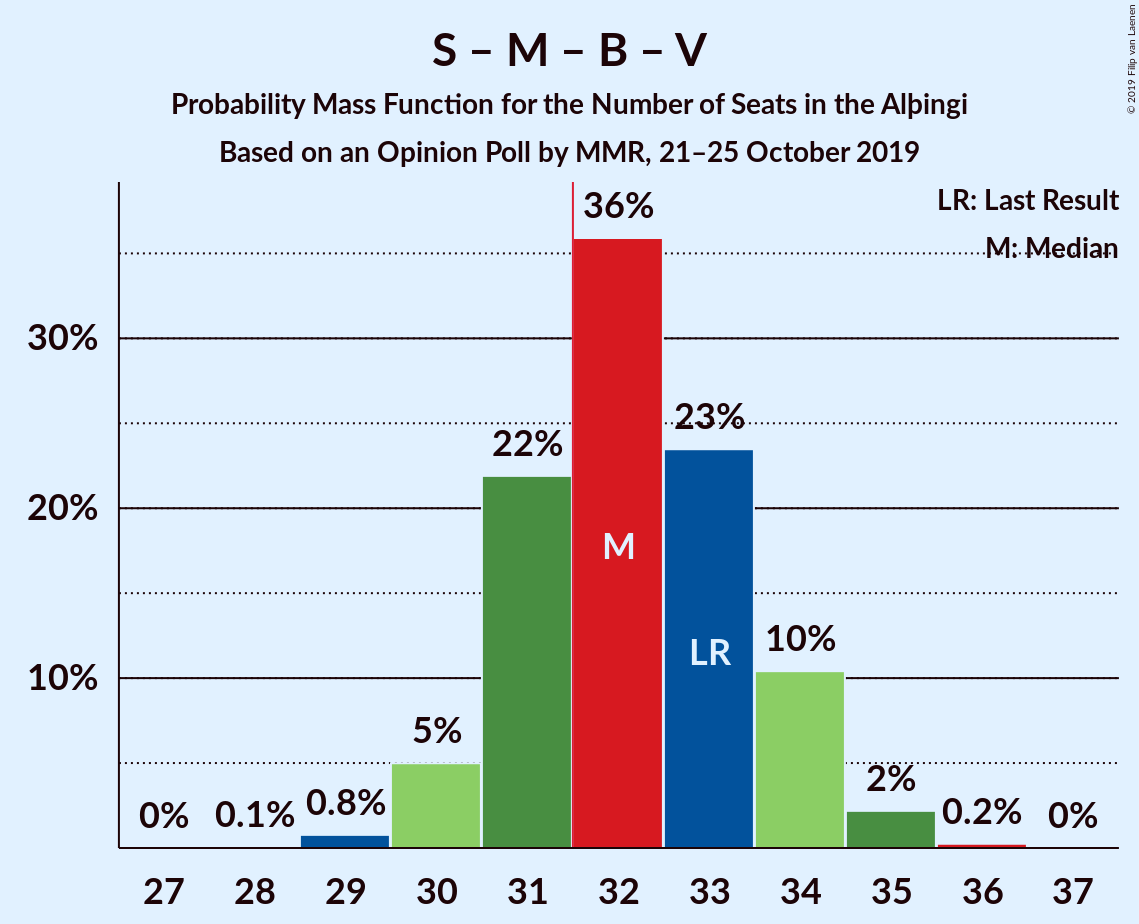 S – M – B – V
Probability Mass Function for the Number of Seats in the Alþingi
Based on an Opinion Poll by MMR, 21–25 October 2019
© 2019 Filip van Laenen
LR: Last Result
M: Median
30%
20%
10%
0%
0.1%
0.8%
5%
22%
36%
23%
10%
2%
0.2%
0%
M
LR
27 28 29 30 31 32 33 34 35 36 37